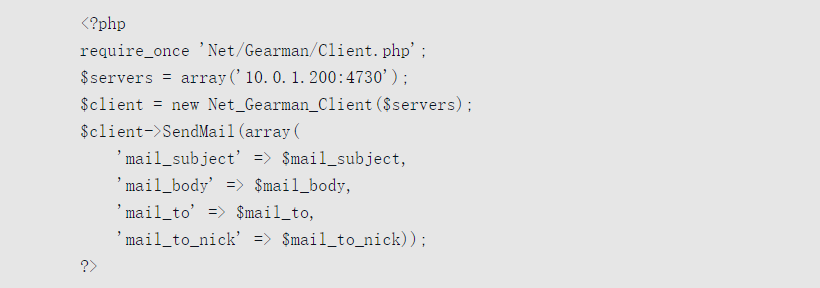 <?php
require_once 'Net/Gearman/Client.php';
$servers = array('10.0.1.200:4730');
$client = new Net_Gearman_Client($servers);
$client->SendMail(array(
    'mail_subject' => $mail_subject,
    'mail_body' => $mail_body,
    'mail_to' => $mail_to,
    'mail_to_nick' => $mail_to_nick));
?>